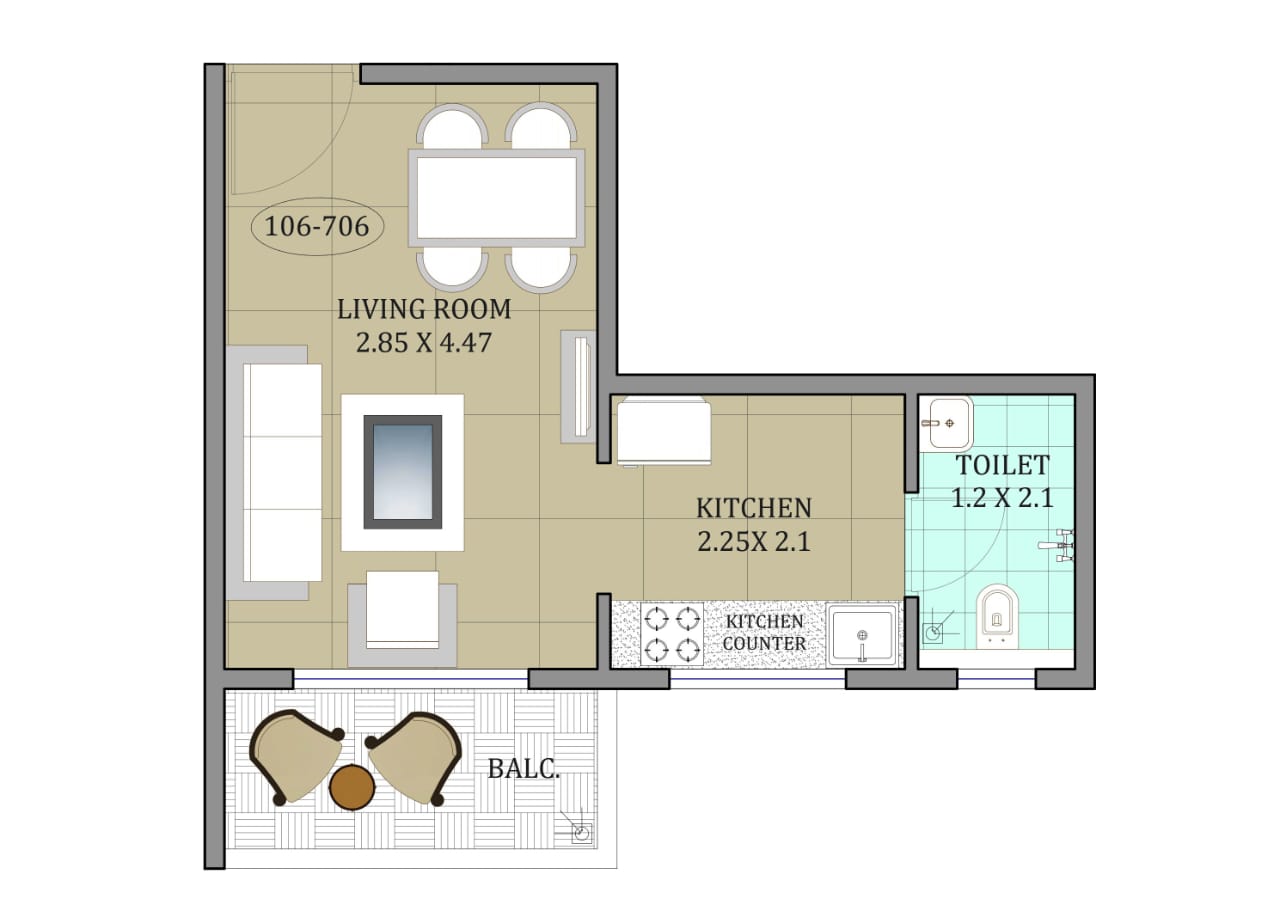 106-706
LIVING ROOM
2.85 X 4.47
TOILET
1.2 X 2.1
KITCHEN
2.25X 2.1
KITCHEN
COUNTER
BALC.